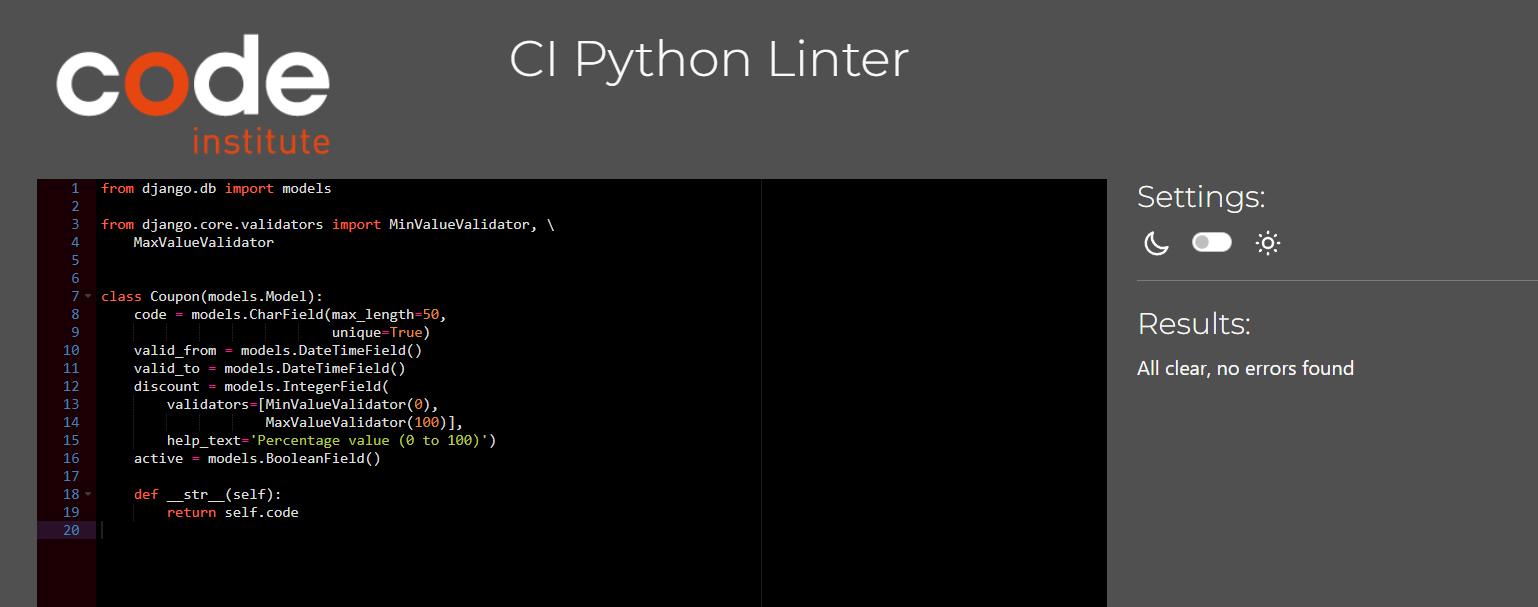 code
institute
CI Python Linter
1 from django.db import models
2
3 from django.core.validators import MinValueValidator, \
4     MaxValueValidator
5
6
7 class Coupon(models.Model):
8     code = models.CharField(max_length=50,
9                             unique=True)
10     valid_from = models.DateTimeField()
11     valid_to = models.DateTimeField()
12     discount = models.IntegerField(
13         validators=[MinValueValidator(0),
14                     MaxValueValidator(100)],
15         help_text='Percentage value (0 to 100)')
16     active = models.BooleanField()
17
18     def __str__(self):
19         return self.code
20
Settings:
Results:
All clear, no errors found